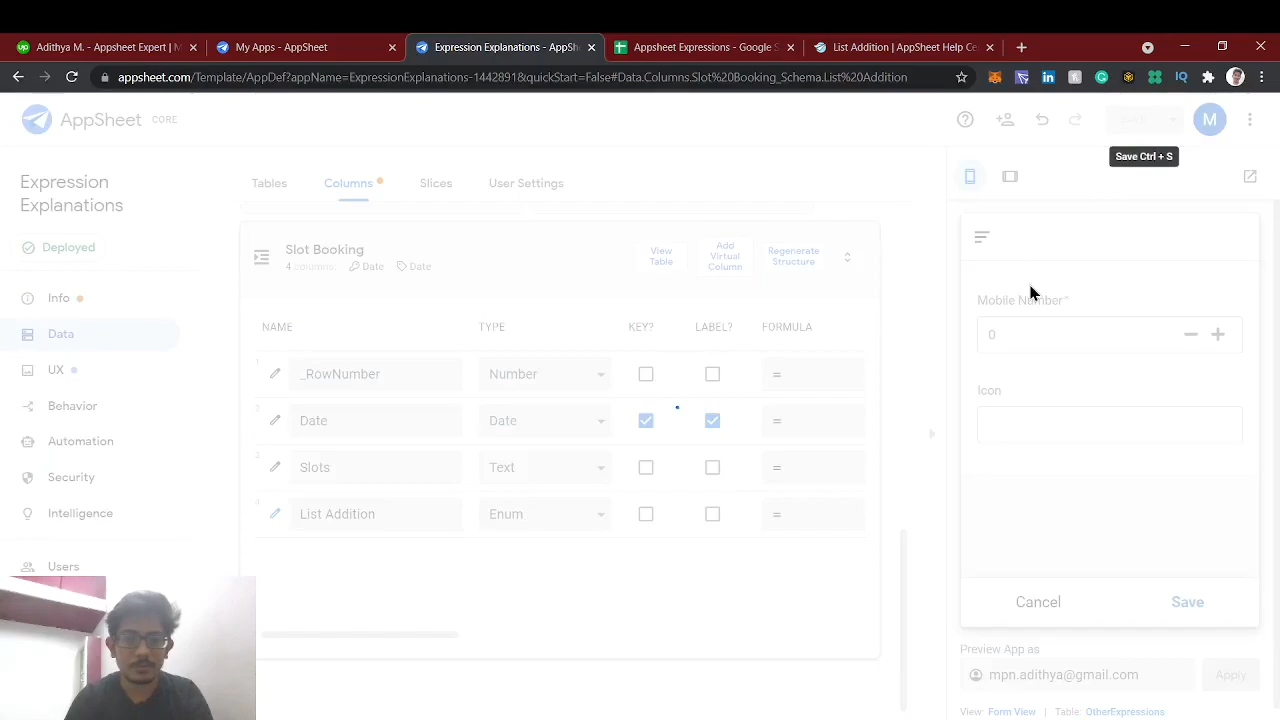 Adithya M. - AppSheet Expert | M
My Apps - AppSheet
Expression Explanations - AppSh
Appsheet Expressions - Google S
List Addition | AppSheet Help Ce
appsheet.com/Template/AppDef?appName=ExpressionExplanations-1442891&quickStart=False#Data.Columns.Slot%20Booking_Schema.List%20Addition
AppSheet CORE
M
Save Ctrl + S
Expression
Explanations
Deployed
Info
Data
UX
Behavior
Automation
Security
Intelligence
Users
Tables
Columns
Slices
User Settings
Slot Booking
4 columns:
Date
Date
View
Table
Add
Virtual
Column
Regenerate
Structure
NAME
TYPE
KEY?
LABEL?
FORMULA
1
_RowNumber
Number
=
2
Date
Date
=
3
Slots
Text
=
4
List Addition
Enum
=
Mobile Number*
0
Icon
Cancel
Save
Preview App as
mpn.adithya@gmail.com
Apply
View: Form View | Table: OtherExpressions